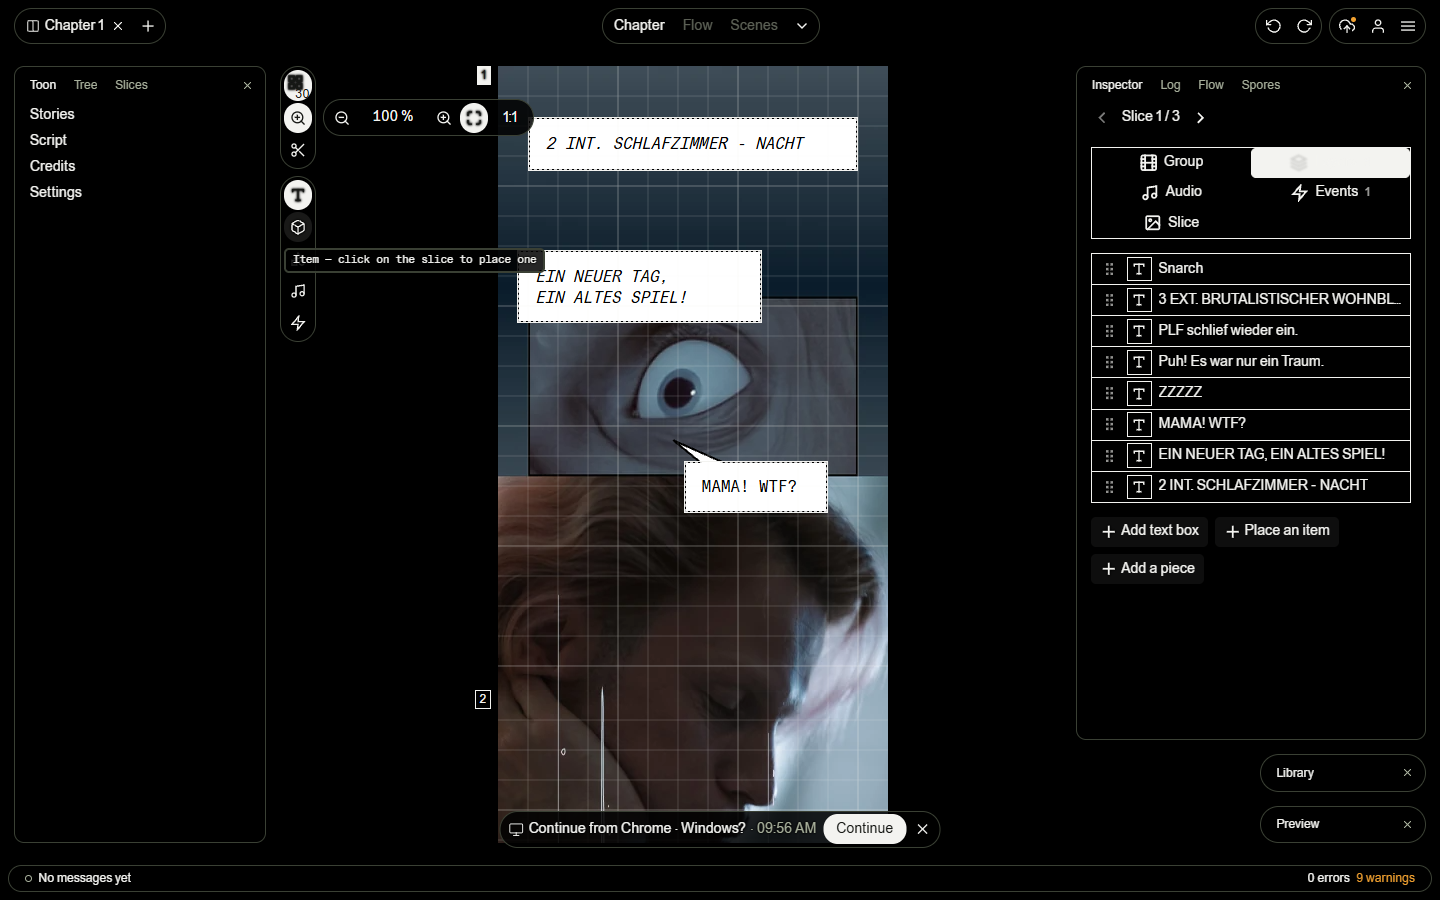 Chapter 1
Chapter Flow Scenes
Toon Tree Slices
Stories
Script
Credits
Settings
30
100 %
1:1
Item — click on the slice to place one
1
2 INT. SCHLAFZIMMER - NACHT
EIN NEUER TAG,
EIN ALTES SPIEL!
MAMA! WTF?
2
Continue from Chrome · Windows? · 09:56 AM Continue
Inspector Log Flow Spores
Slice 1 / 3
Group
Audio Events 1
Slice
Snarch
3 EXT. BRUTALISTISCHER WOHNBL...
PLF schlief wieder ein.
Puh! Es war nur ein Traum.
ZZZZZ
MAMA! WTF?
EIN NEUER TAG, EIN ALTES SPIEL!
2 INT. SCHLAFZIMMER - NACHT
Add text box Place an item
Add a piece
Library
Preview
No messages yet
0 errors 9 warnings